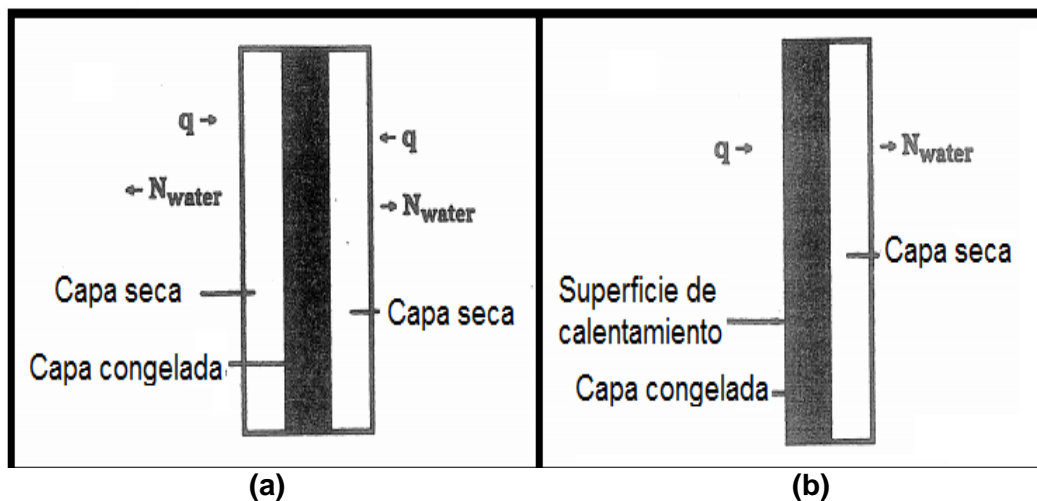 q →
← q
← N_water
→ N_water
Capa seca
Capa seca
Capa congelada
(a)
q →
→ N_water
Capa seca
Superficie de
calentamiento
Capa congelada
(b)